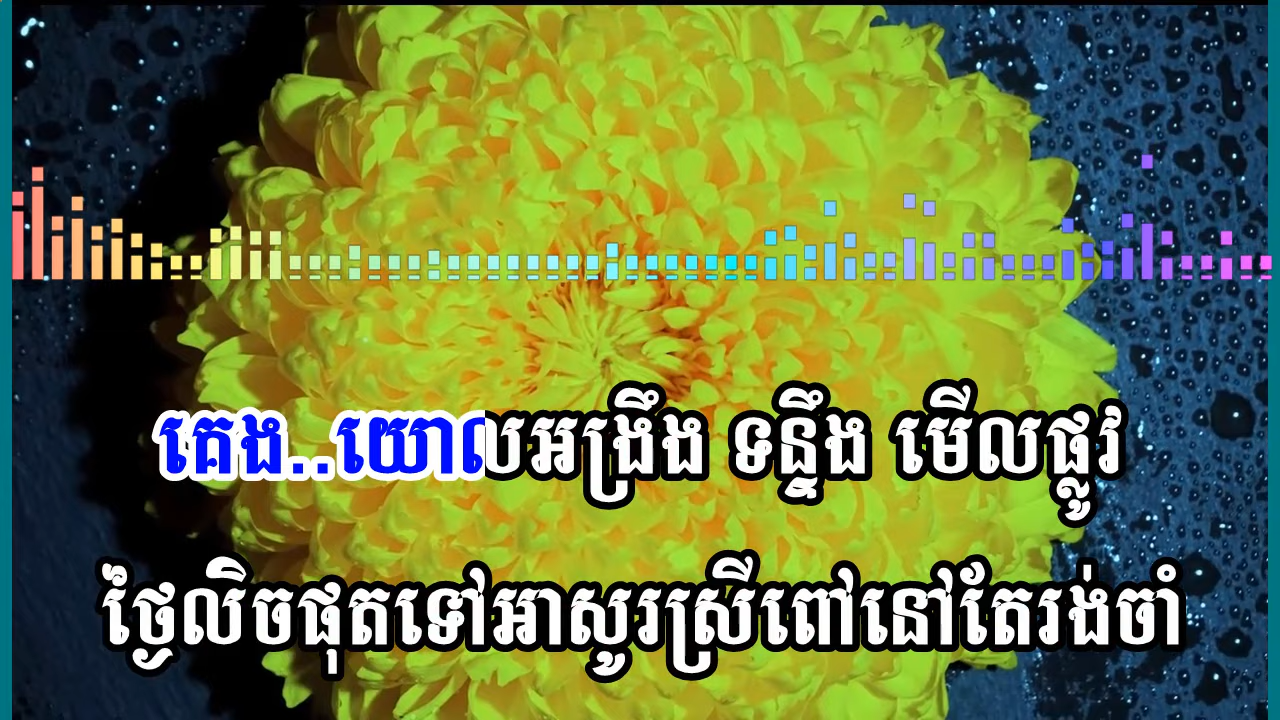 គេង..យោលអង្រឹង ទន្ទឹង មើលផ្លូវ
ថ្ងៃលិចផុតទៅអាសូរស្រីពៅនៅតែរង់ចាំ